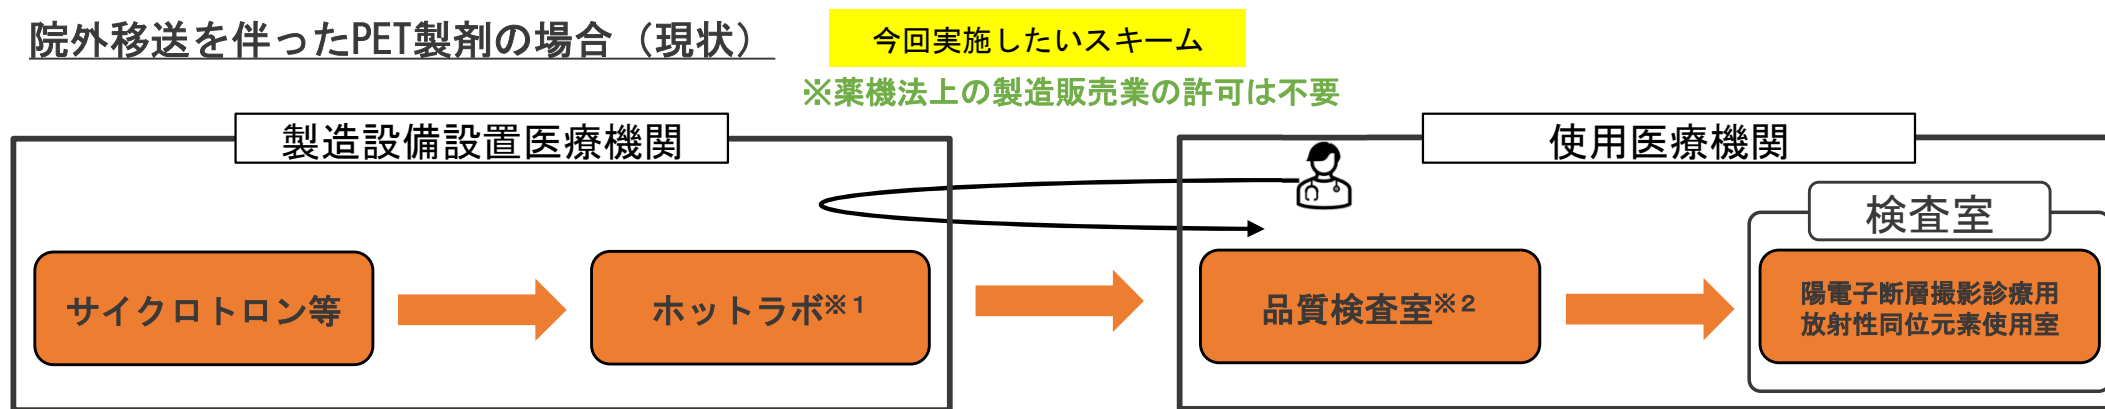 院外移送を伴ったPET製剤の場合（現状）
今回実施したいスキーム
※薬機法上の製造販売業の許可は不要
製造設備設置医療機関
使用医療機関
検査室
サイクロトロン等
ホットラボ※1
品質検査室※2
陽電子断層撮影診療用
放射性同位元素使用室